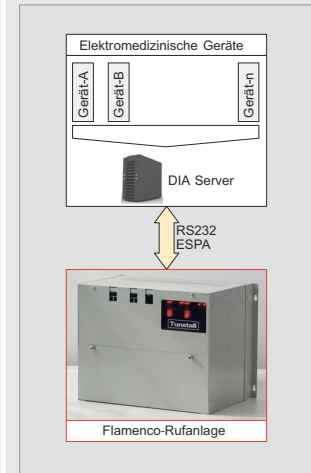 Elektromedizinische Geräte
Gerät-A
Gerät-B
Gerät-n
DIA Server
RS232
ESPA
Tunstall
Flamenco-Rufanlage